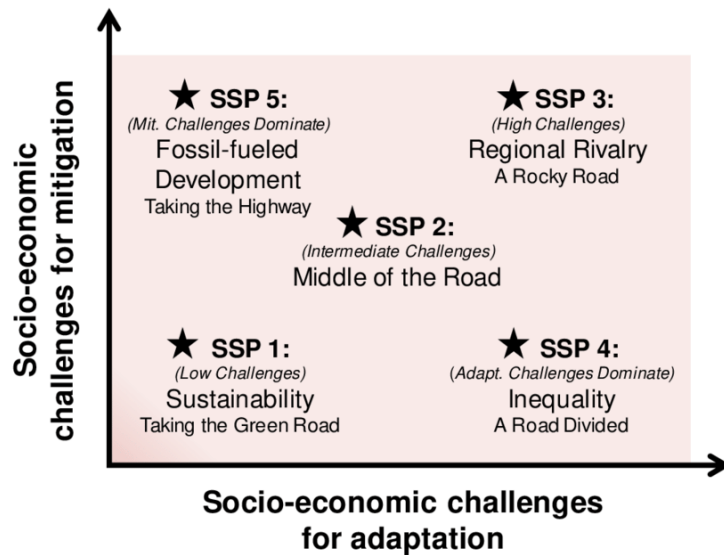 Socio-economic
challenges for mitigation
SSP 5:
(Mit. Challenges Dominate)
Fossil-fueled
Development
Taking the Highway
SSP 3:
(High Challenges)
Regional Rivalry
A Rocky Road
SSP 2:
(Intermediate Challenges)
Middle of the Road
SSP 1:
(Low Challenges)
Sustainability
Taking the Green Road
SSP 4:
(Adapt. Challenges Dominate)
Inequality
A Road Divided
Socio-economic challenges
for adaptation